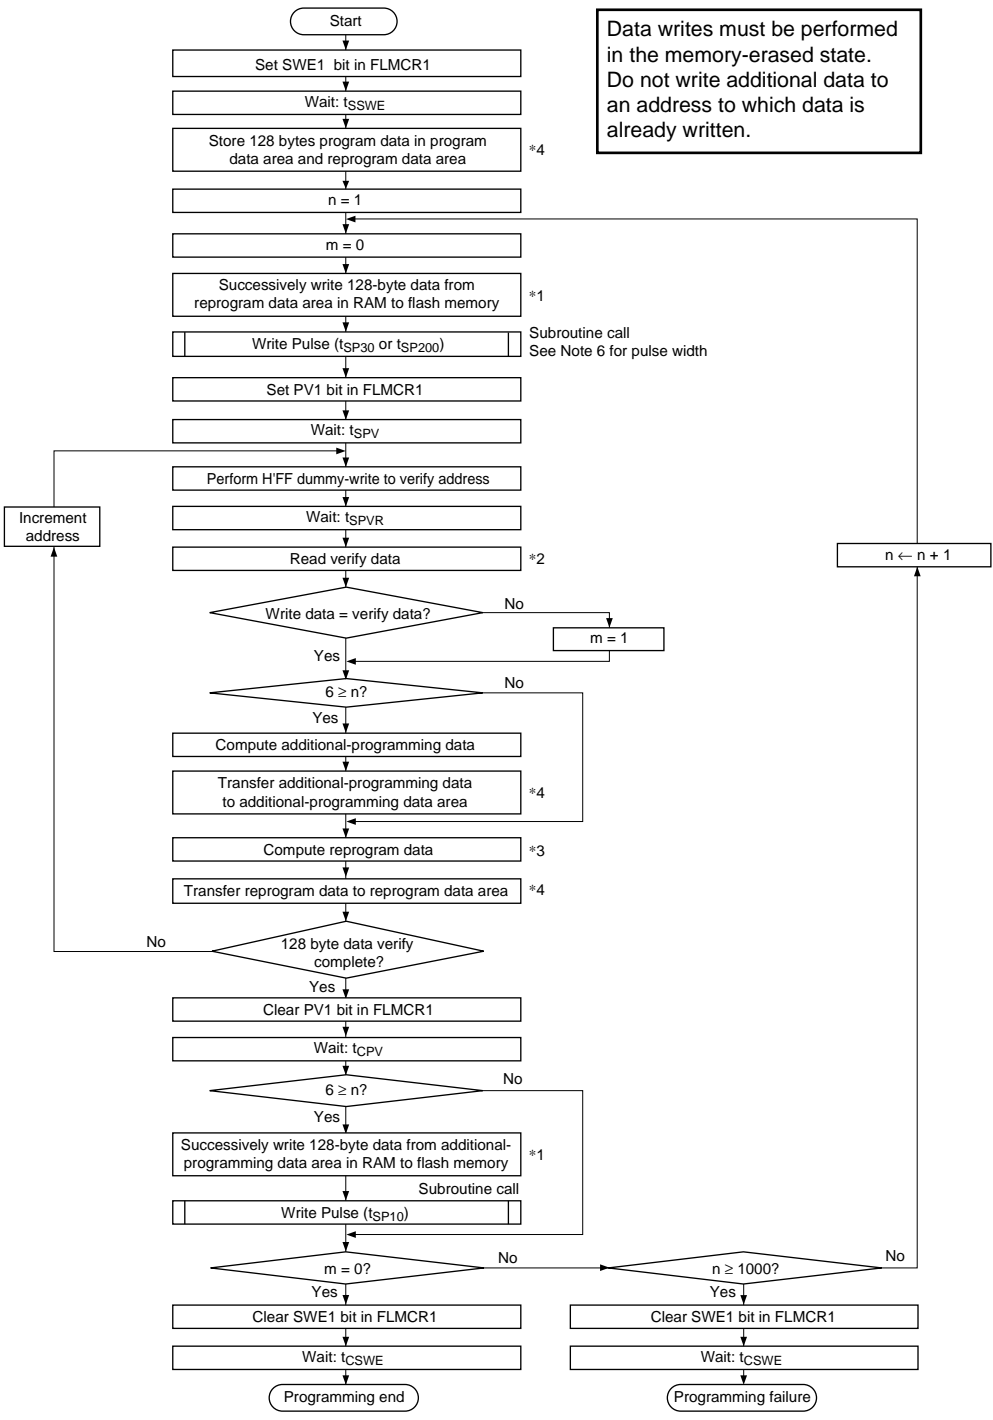 Start
Data writes must be performed
in the memory-erased state.
Do not write additional data to
an address to which data is
already written.
Set SWE1 bit in FLMCR1
Wait: tSSWE
Store 128 bytes program data in program
data area and reprogram data area
*4
n = 1
m = 0
Successively write 128-byte data from
reprogram data area in RAM to flash memory
*1
Write Pulse (tSP30 or tSP200)
Subroutine call
See Note 6 for pulse width
Set PV1 bit in FLMCR1
Wait: tSPV
Perform H'FF dummy-write to verify address
Increment
address
Wait: tSPVR
Read verify data
*2
n ← n + 1
Write data = verify data?
No
m = 1
Yes
6 ≥ n?
No
Yes
Compute additional-programming data
Transfer additional-programming data
to additional-programming data area
*4
Compute reprogram data
*3
Transfer reprogram data to reprogram data area
*4
No
128 byte data verify
complete?
Yes
Clear PV1 bit in FLMCR1
Wait: tCPV
6 ≥ n?
No
Yes
Successively write 128-byte data from additional-
programming data area in RAM to flash memory
*1
Subroutine call
Write Pulse (tSP10)
m = 0?
No
n ≥ 1000?
No
Yes
Yes
Clear SWE1 bit in FLMCR1
Clear SWE1 bit in FLMCR1
Wait: tCSWE
Wait: tCSWE
Programming end
Programming failure